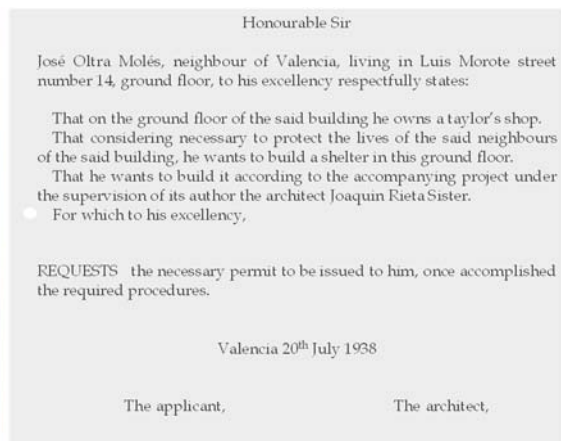 Honourable Sir
José Oltra Molés, neighbour of Valencia, living in Luis Morote street
number 14, ground floor, to his excellency respectfully states:
That on the ground floor of the said building he owns a taylor's shop.
That considering necessary to protect the lives of the said neighbours
of the said building, he wants to build a shelter in this ground floor.
That he wants to build it according to the accompanying project under
the supervision of its author the architect Joaquin Rieta Sister.
For which to his excellency,
REQUESTS the necessary permit to be issued to him, once accomplished
the required procedures.
Valencia 20th July 1938
The applicant, The architect,